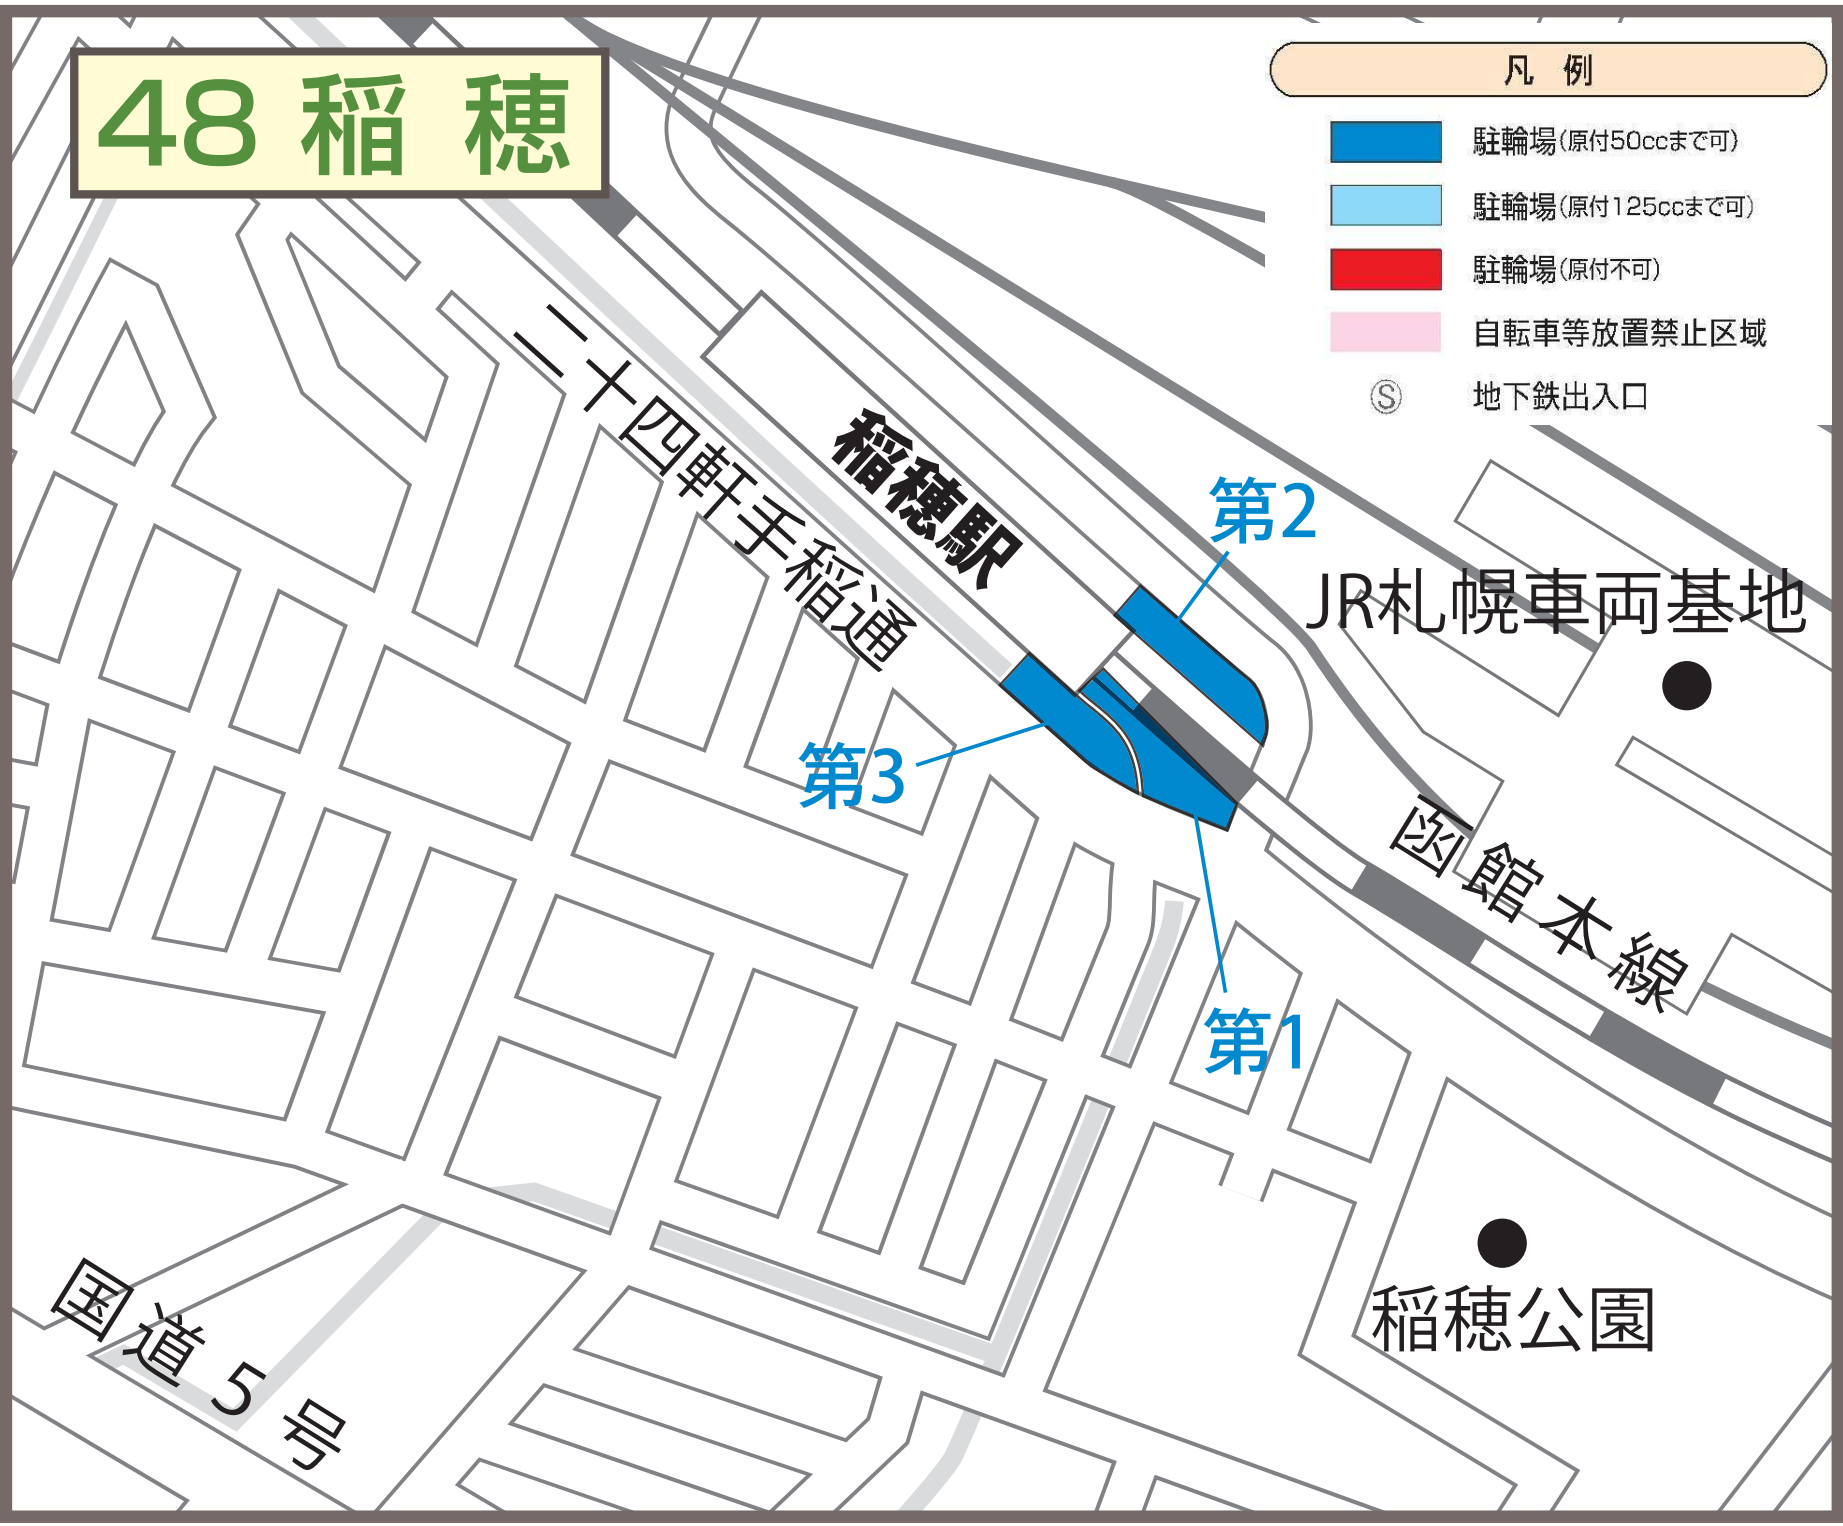 48 稲 穂
凡 例
駐輪場(原付50ccまで可)
駐輪場(原付125ccまで可)
駐輪場(原付不可)
自転車等放置禁止区域
Ⓢ 地下鉄出入口
二十四軒手稲通
稲穂駅
第2
JR札幌車両基地
第3
函館本線
第1
稲穂公園
国道5号